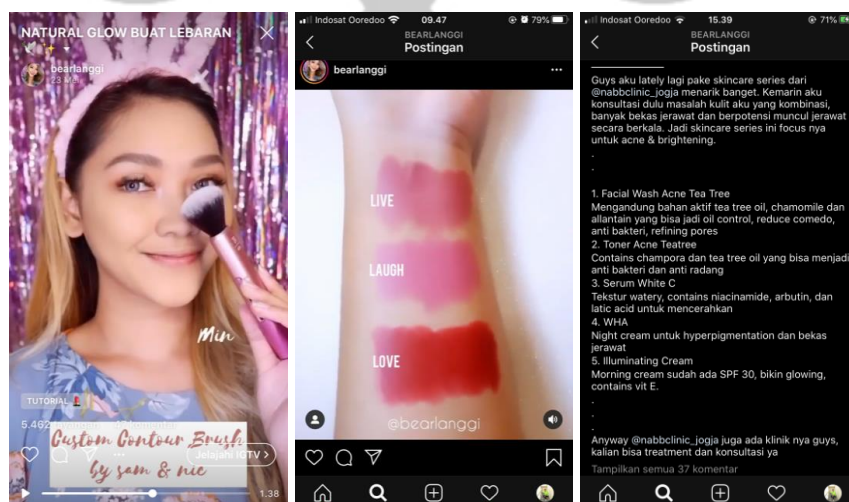 NATURAL GLOW BUAT LEBARAN
bearlanggi
23 Mei
Min
TUTORIAL
Custom Contour Brush
by sam & nic
Jelajahi IGTV >
1.38
Indosat Ooredoo
09.47
79%
BEARLANGGI
Postingan
bearlanggi
LIVE
LAUGH
LOVE
@bearlanggi
Indosat Ooredoo
15.39
71%
BEARLANGGI
Postingan
Guys aku lately lagi pake skincare series dari
@nabbclinic_jogja menarik banget. Kemarin aku
konsultasi dulu masalah kulit aku yang kombinasi,
banyak bekas jerawat dan berpotensi muncul jerawat
secara berkala. Jadi skincare series ini focus nya
untuk acne & brightening.
.
.
1. Facial Wash Acne Tea Tree
Mengandung bahan aktif tea tree oil, chamomile dan
allantain yang bisa jadi oil control, reduce comedo,
anti bakteri, refining pores
2. Toner Acne Teatree
Contains champora dan tea tree oil yang bisa menjadi
anti bakteri dan anti radang
3. Serum White C
Tekstur watery, contains niacinamide, arbutin, dan
latic acid untuk mencerahkan
4. WHA
Night cream untuk hyperpigmentation dan bekas
jerawat
5. Illuminating Cream
Morning cream sudah ada SPF 30, bikin glowing,
contains vit E.
.
.
.
Anyway @nabbclinic_jogja juga ada klinik nya guys,
kalian bisa treatment dan konsultasi ya
Tampilkan semua 37 komentar